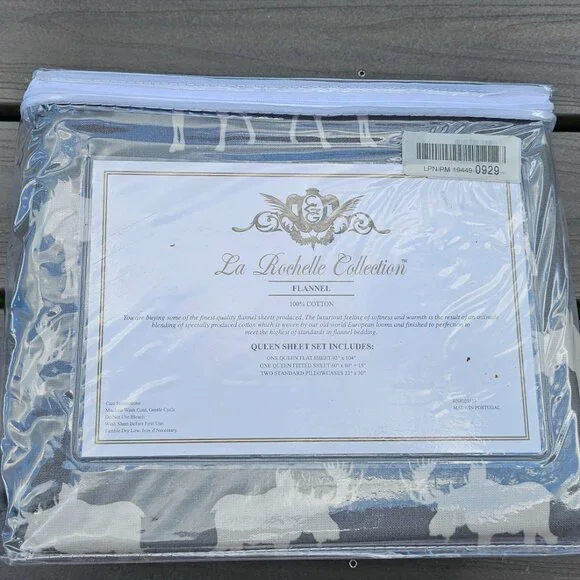 LPN PM 19449 0929
La Rochelle Collection™
FLANNEL
100% COTTON
You are buying some of the finest quality flannel sheets produced. The luxurious feeling of softness and warmth is the result of an intimate
blending of specially produced cotton which is woven by our old world European looms and finished to perfection to
meet the highest of standards in flannel bedding.
QUEEN SHEET SET INCLUDES:
ONE QUEEN FLAT SHEET 92" x 104"
ONE QUEEN FITTED SHEET 60" x 80" + 15"
TWO STANDARD PILLOWCASES 22" x 30"
Care Instructions:
Machine Wash Cold, Gentle Cycle.
Do Not Use Bleach.
Wash Sheet Before First Use.
Tumble Dry Low. Iron if Necessary.
MADE IN PORTUGAL